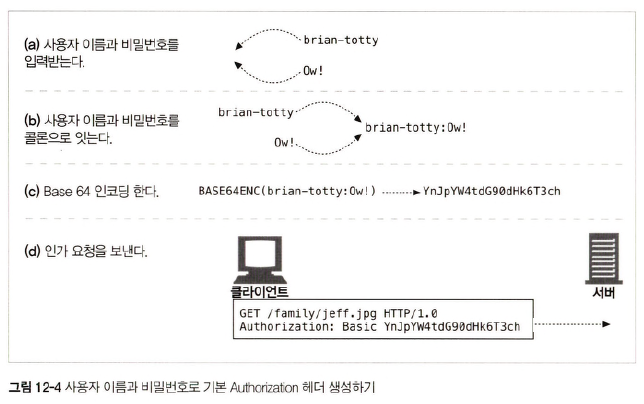 (a) 사용자 이름과 비밀번호를
입력받는다.
brian-totty
Ow!
(b) 사용자 이름과 비밀번호를
콜론으로 잇는다.
brian-totty
Ow!
brian-totty:Ow!
(c) Base 64 인코딩 한다.
BASE64ENC(brian-totty:Ow!)
YnJpYW4tdG90dHk6T3ch
(d) 인가 요청을 보낸다.
클라이언트
서버
GET /family/jeff.jpg HTTP/1.0
Authorization: Basic YnJpYW4tdG90dHk6T3ch
그림 12-4 사용자 이름과 비밀번호로 기본 Authorization 헤더 생성하기